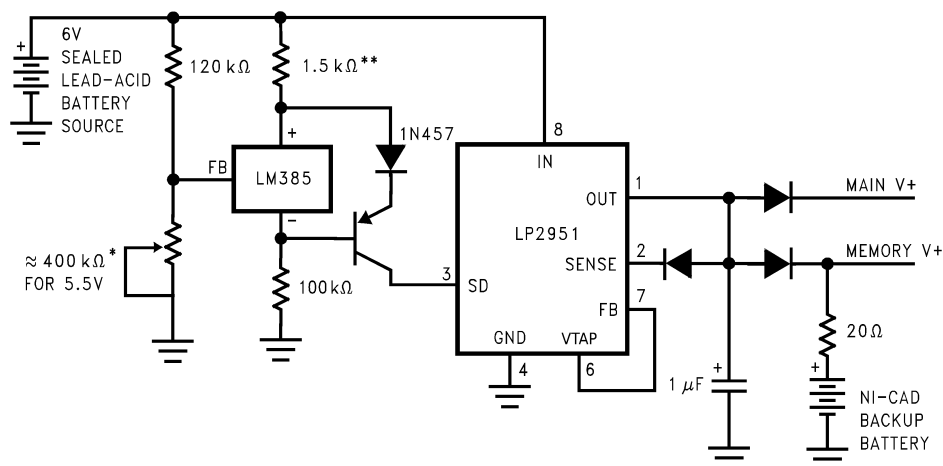 +
6V
SEALED
LEAD-ACID
BATTERY
SOURCE
120 kΩ
1.5 kΩ**
+
1N457
FB
LM385
−
≈ 400 kΩ*
FOR 5.5V
100 kΩ
3
8
IN
OUT
1
LP2951
SENSE
2
SD
FB
7
GND
VTAP
4
6
MAIN V+
MEMORY V+
20Ω
1 μF
+
+
NI-CAD
BACKUP
BATTERY